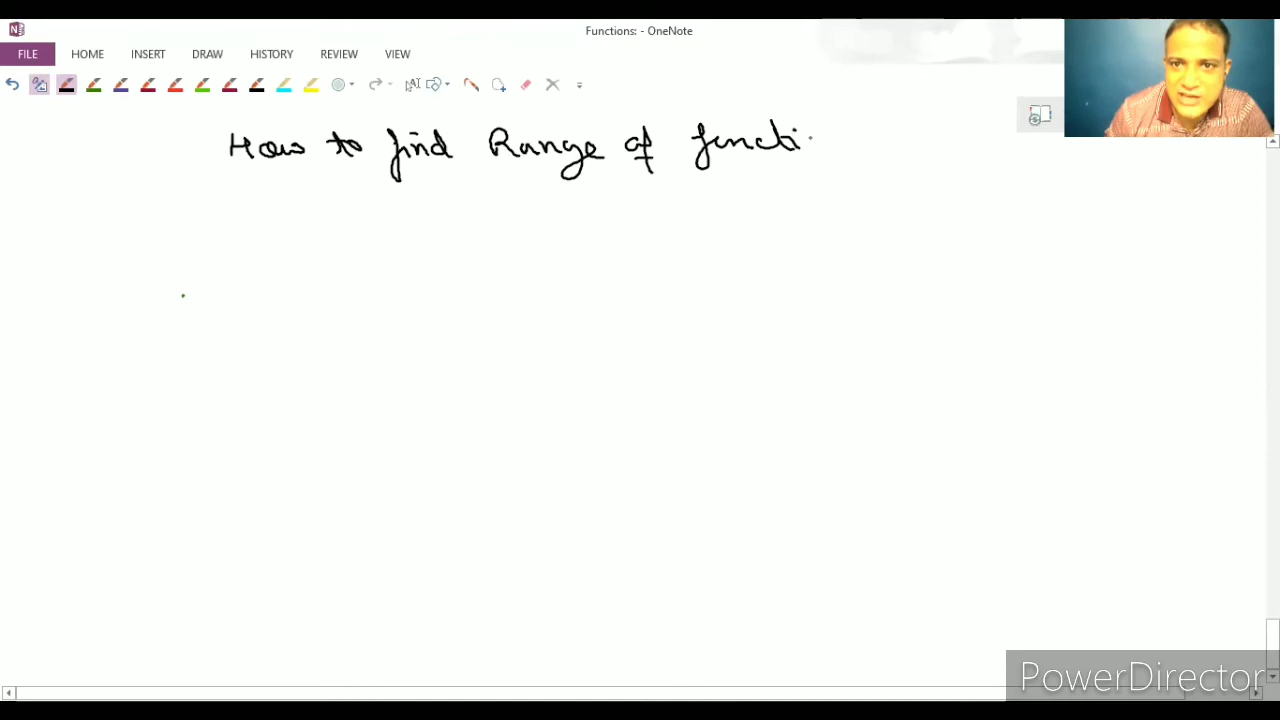 Functions: - OneNote
FILE HOME INSERT DRAW HISTORY REVIEW VIEW
How to find Range of functi
PowerDirector